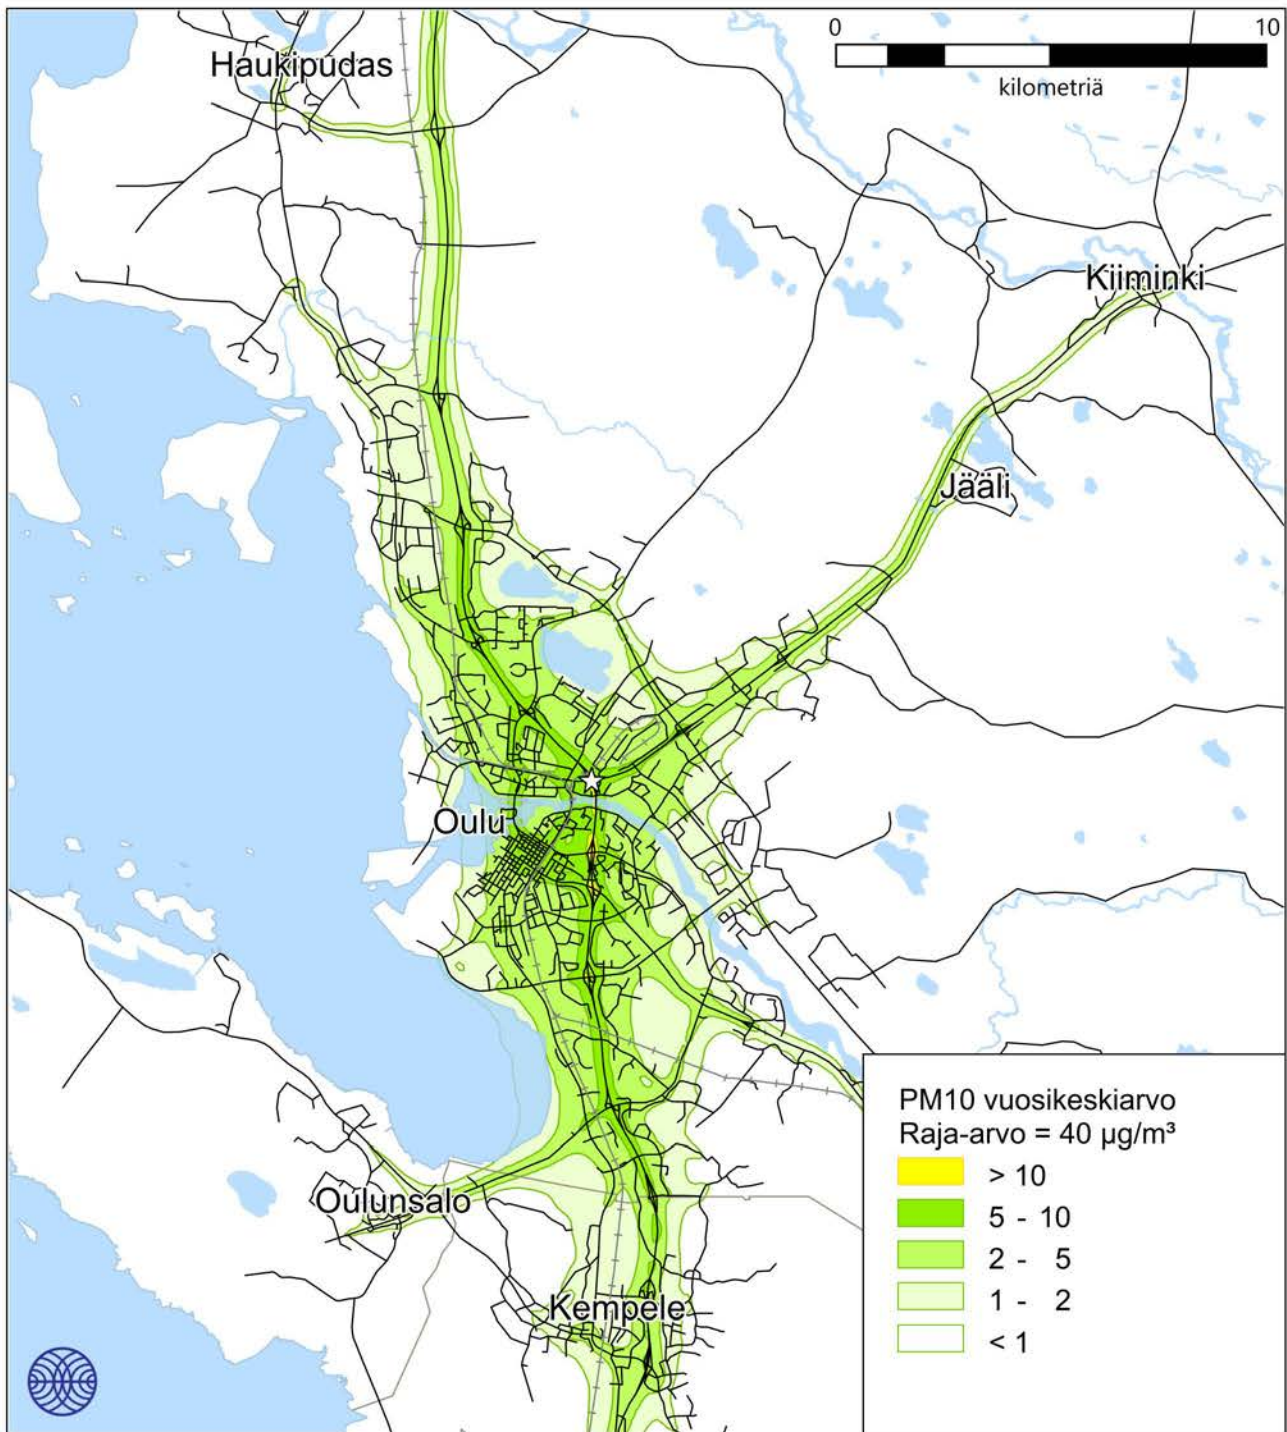 0 10
kilometriä
Haukipudas
Kiiminki
Jääli
Oulu
Oulunsalo
Kempele
PM10 vuosikeskiarvo
Raja-arvo = 40 µg/m³
> 10
5 - 10
2 - 5
1 - 2
< 1